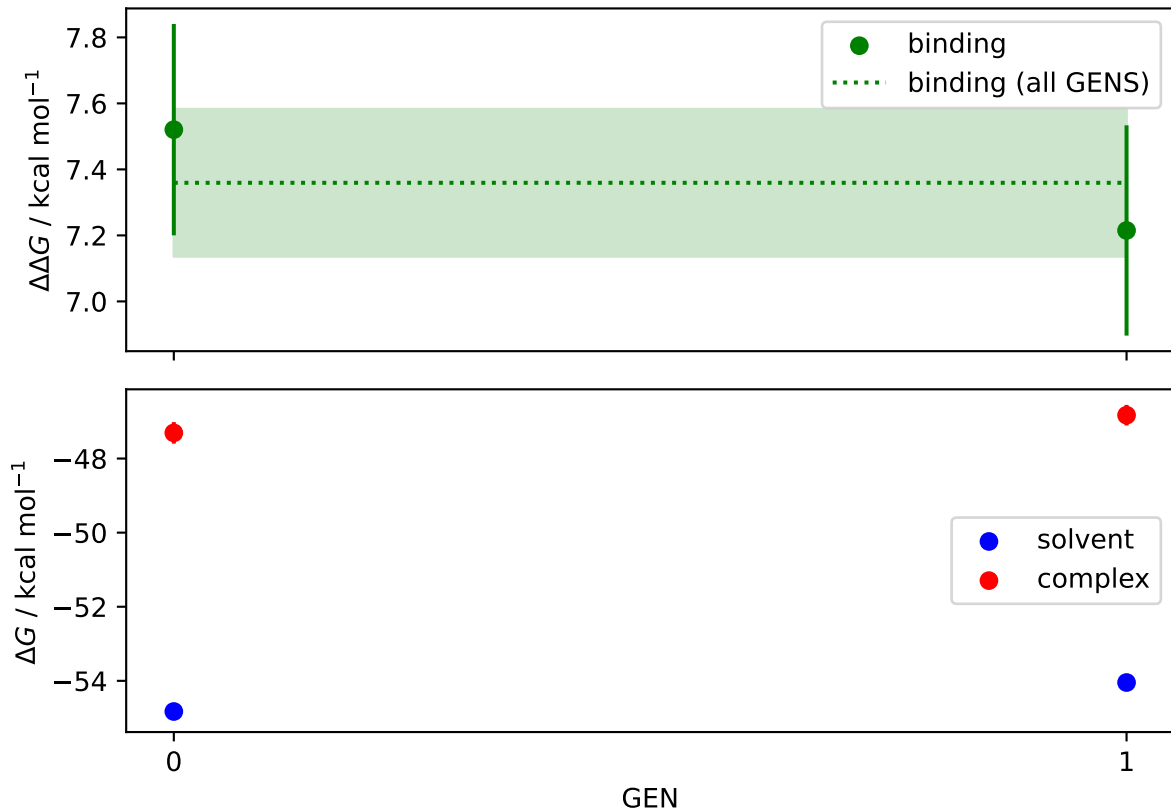 7.8
7.6
7.4
7.2
7.0
ΔΔG / kcal mol⁻¹
binding
binding (all GENS)
−48
−50
−52
−54
ΔG / kcal mol⁻¹
solvent
complex
0
1
GEN